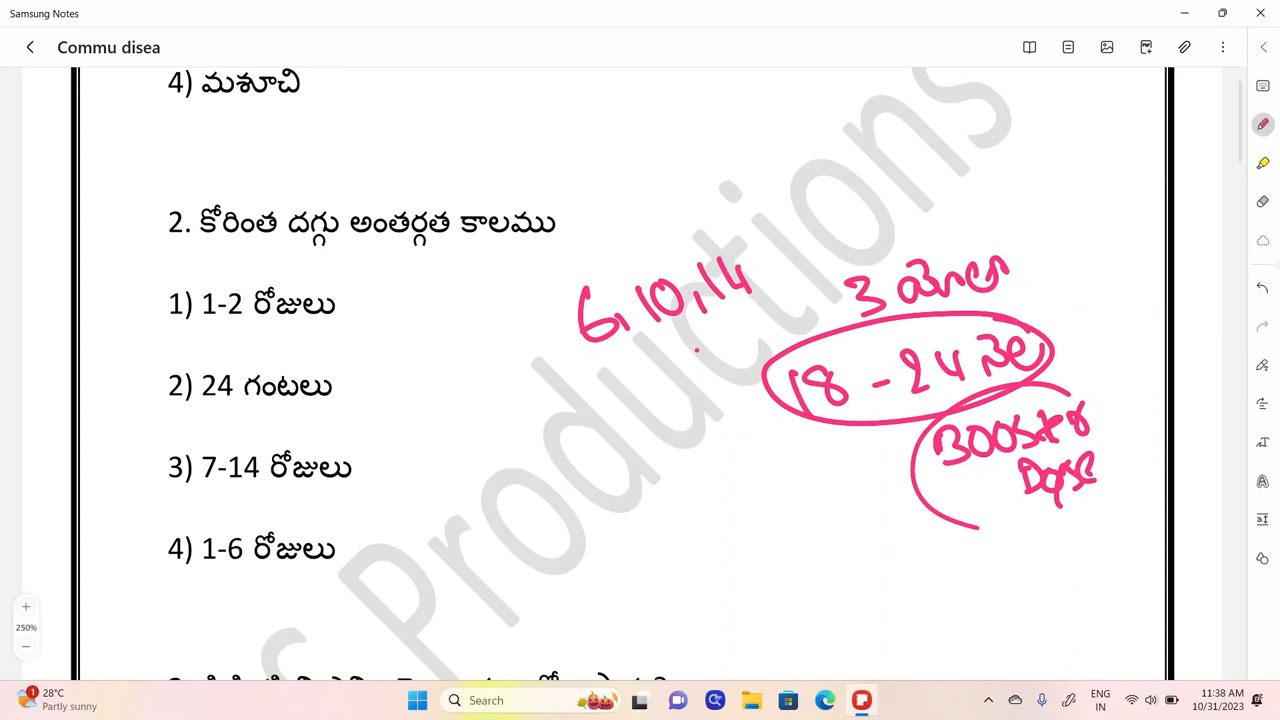 Samsung Notes
Commu disea
4) మశూచి
Productions
2. కోరింత దగ్గు అంతర్గత కాలము
6, 10, 14
1) 1-2 రోజులు
18 - 24 నెల
2) 24 గంటలు
Booster
Dose
3) 7-14 రోజులు
4) 1-6 రోజులు
250%
1
28°C
Partly sunny
Search
ENG
IN
11:38 AM
10/31/2023